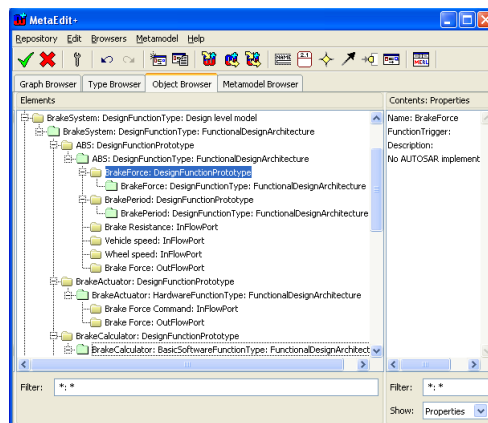 MetaEdit+
Repository Edit Browsers Metamodel Help
Graph Browser Type Browser Object Browser Metamodel Browser
Elements
BrakeSystem: DesignFunctionType: Design level model
BrakeSystem: DesignFunctionType: FunctionalDesignArchitecture
ABS: DesignFunctionPrototype
ABS: DesignFunctionType: FunctionalDesignArchitecture
BrakeForce: DesignFunctionPrototype
BrakeForce: DesignFunctionType: FunctionalDesignArchitecture
BrakePeriod: DesignFunctionPrototype
BrakePeriod: DesignFunctionType: FunctionalDesignArchitecture
Brake Resistance: InFlowPort
Vehicle speed: InFlowPort
Wheel speed: InFlowPort
Brake Force: OutFlowPort
BrakeActuator: DesignFunctionPrototype
BrakeActuator: HardwareFunctionType: FunctionalDesignArchitecture
Brake Force Command: InFlowPort
Brake Force: OutFlowPort
BrakeCalculator: DesignFunctionPrototype
BrakeCalculator: BasicSoftwareFunctionType: FunctionalDesignArchitect
Filter: *: *
Contents: Properties
Name: BrakeForce
FunctionTrigger:
Description:
No AUTOSAR implement
Filter: *: *
Show: Properties